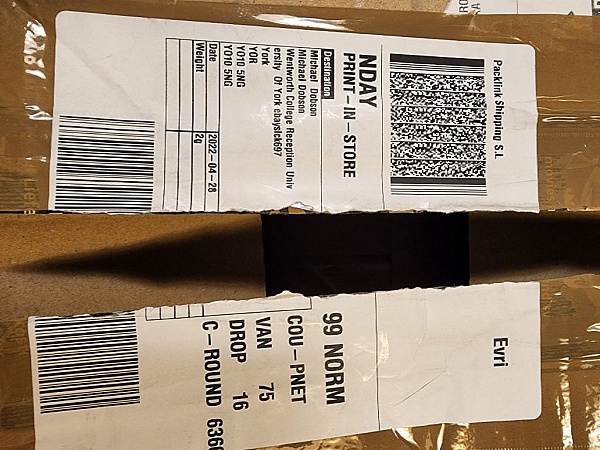 Packlink Shipping S.L.
NDAY
PRINT-IN-STORE
Destination
Michael Dobson
Michael Dobson
Wentworth College Reception Univ
ersity Of York ebaysick697
York
YOR
YO10 5NG
YO10 5NG
Date 2022-04-28
Weight 2g
Evri
99 NORM
COU-PNET
VAN 75
DROP 16
C-ROUND 636